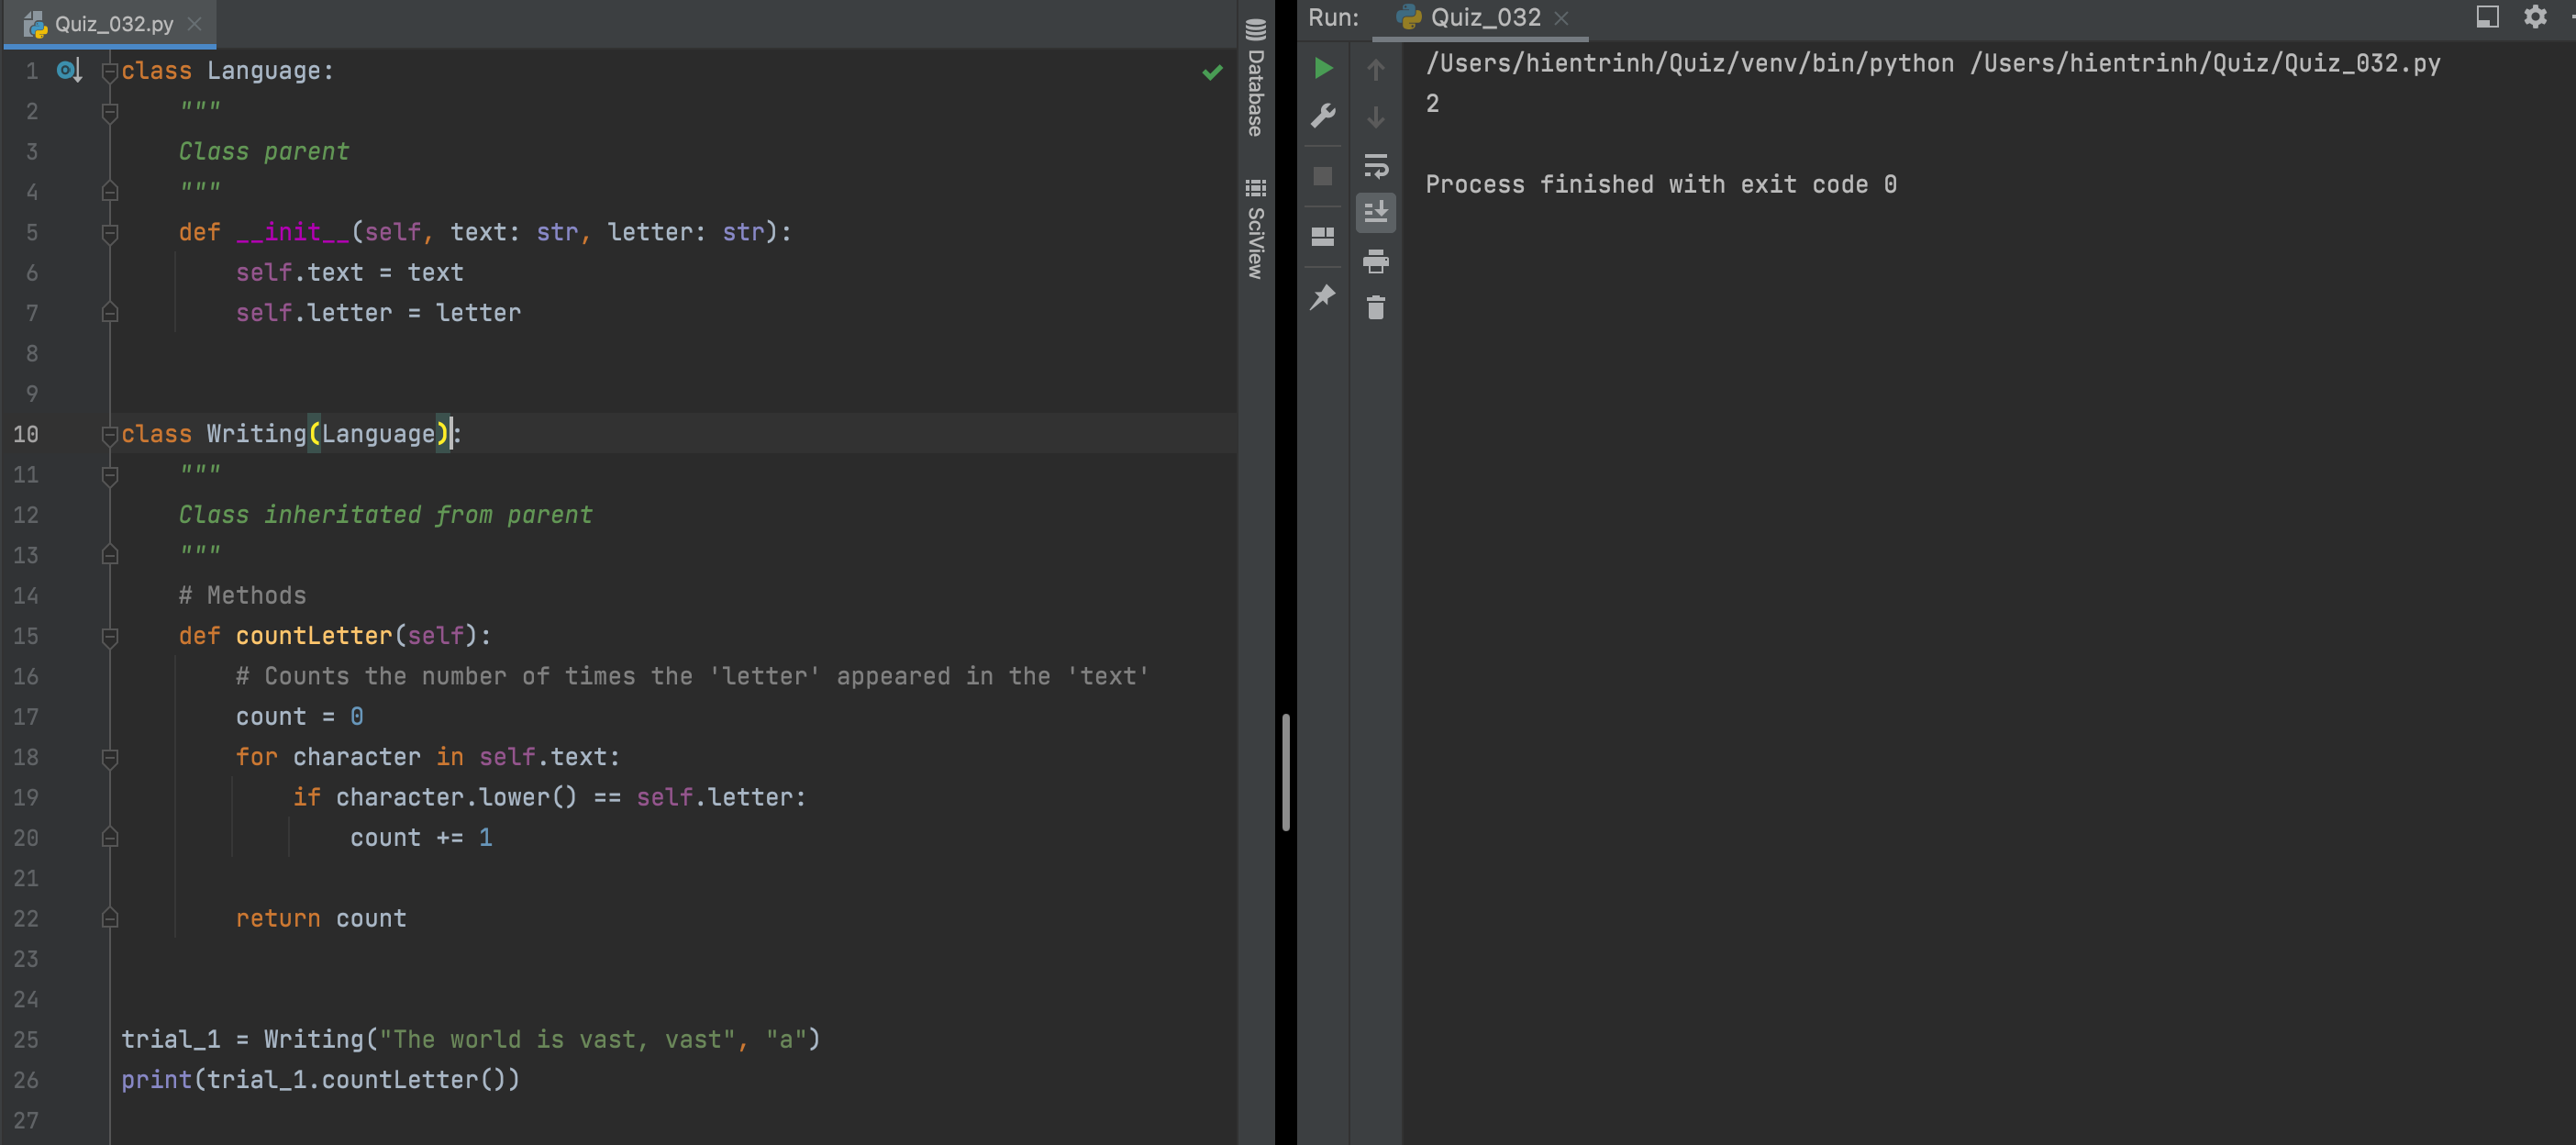 Quiz_032.py
1 class Language:
2     """
3     Class parent
4     """
5     def __init__(self, text: str, letter: str):
6         self.text = text
7         self.letter = letter
8
9
10 class Writing(Language):
11     """
12     Class inheritated from parent
13     """
14     # Methods
15     def countLetter(self):
16         # Counts the number of times the 'letter' appeared in the 'text'
17         count = 0
18         for character in self.text:
19             if character.lower() == self.letter:
20                 count += 1
21
22         return count
23
24
25 trial_1 = Writing("The world is vast, vast", "a")
26 print(trial_1.countLetter())
27
Database
SciView
Run: Quiz_032
/Users/hientrinh/Quiz/venv/bin/python /Users/hientrinh/Quiz/Quiz_032.py
2
Process finished with exit code 0